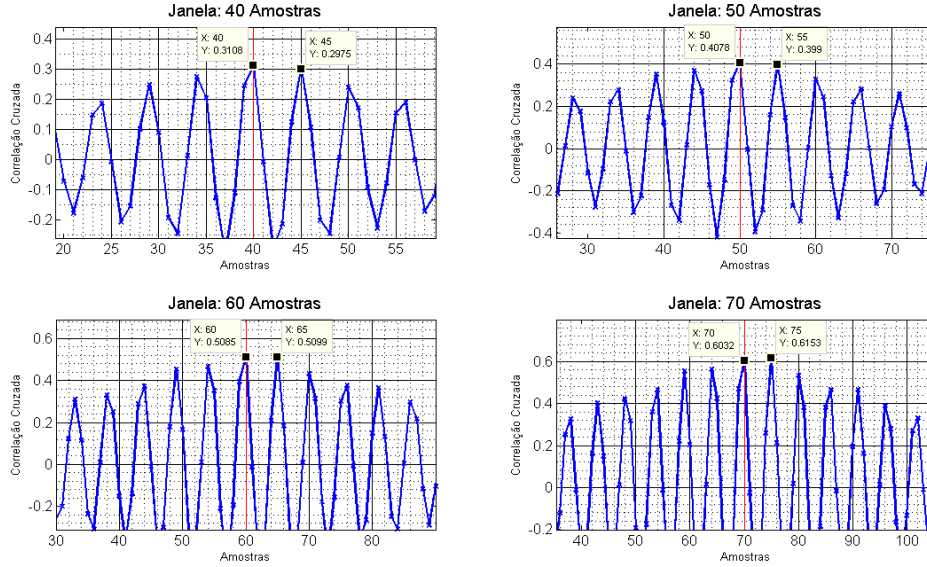 Janela: 40 Amostras
X: 40
Y: 0.3108
X: 45
Y: 0.2975
Correlação Cruzada
0.4
0.3
0.2
0.1
0
-0.1
-0.2
20 25 30 35 40 45 50 55
Amostras
Janela: 50 Amostras
X: 50
Y: 0.4078
X: 55
Y: 0.399
Correlação Cruzada
0.4
0.2
0
-0.2
-0.4
30 40 50 60 70
Amostras
Janela: 60 Amostras
X: 60
Y: 0.5085
X: 65
Y: 0.5099
Correlação Cruzada
0.6
0.4
0.2
0
-0.2
30 40 50 60 70 80
Amostras
Janela: 70 Amostras
X: 70
Y: 0.6032
X: 75
Y: 0.6153
Correlação Cruzada
0.6
0.4
0.2
0
-0.2
40 50 60 70 80 90 100
Amostras